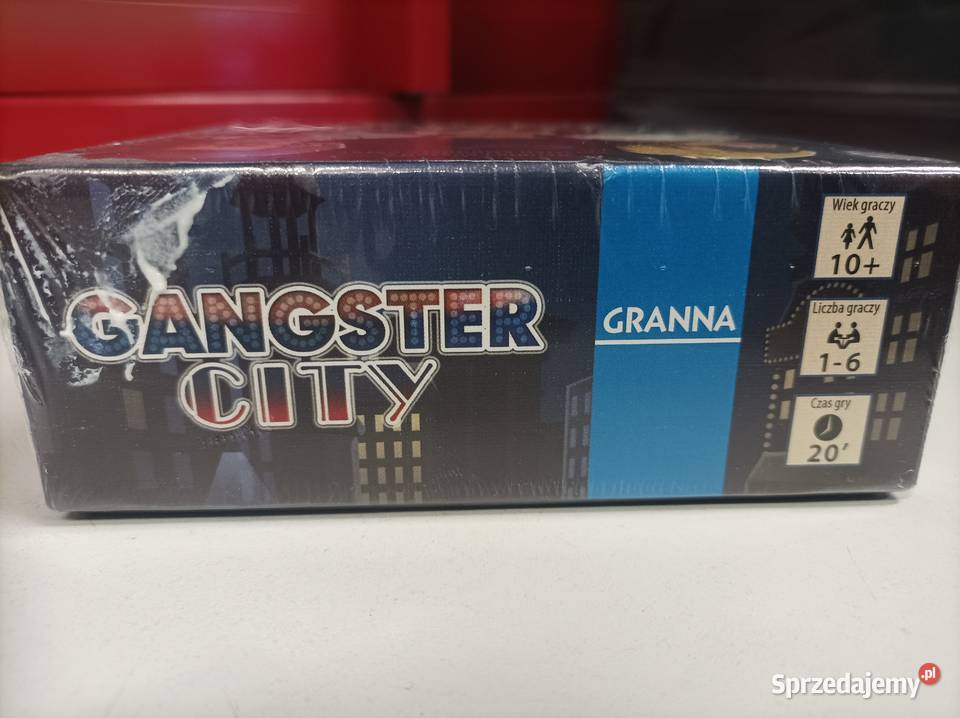 GANGSTER
CITY
GRANNA
Wiek graczy
10+
Liczba graczy
1-6
Czas gry
20'
Sprzedajemy.pl